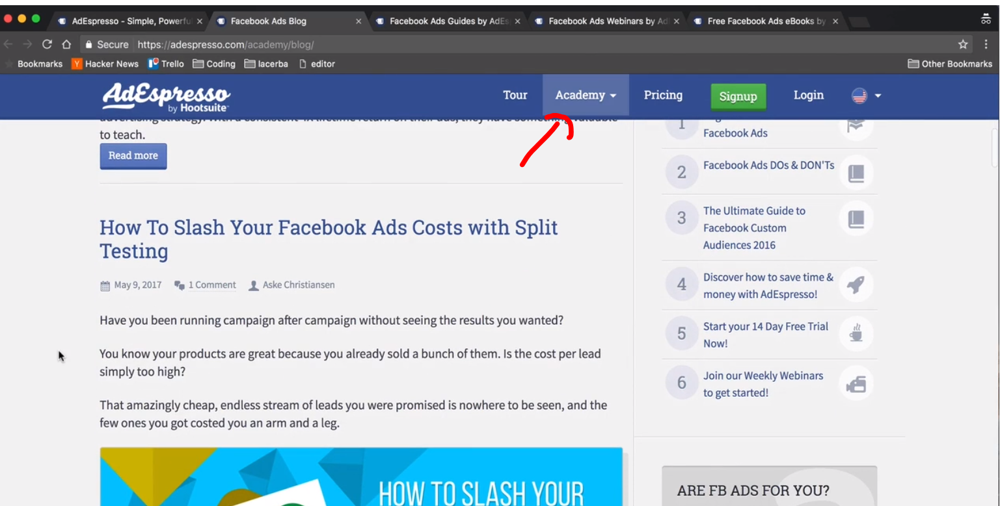 AdEspresso - Simple, Powerfu
Facebook Ads Blog
Facebook Ads Guides by AdEs
Facebook Ads Webinars by Ad
Free Facebook Ads eBooks by
Secure https://adespresso.com/academy/blog/
Bookmarks Hacker News Trello Coding lacerba editor Other Bookmarks
AdEspresso
by Hootsuite
Tour Academy Pricing Signup Login
to teach.
Read more
How To Slash Your Facebook Ads Costs with Split
Testing
May 9, 2017 1 Comment Aske Christiansen
Have you been running campaign after campaign without seeing the results you wanted?
You know your products are great because you already sold a bunch of them. Is the cost per lead
simply too high?
That amazingly cheap, endless stream of leads you were promised is nowhere to be seen, and the
few ones you got costed you an arm and a leg.
HOW TO SLASH YOUR
1
Facebook Ads
2 Facebook Ads DOs & DON'Ts
3 The Ultimate Guide to
Facebook Custom
Audiences 2016
4 Discover how to save time &
money with AdEspresso!
5 Start your 14 Day Free Trial
Now!
6 Join our Weekly Webinars
to get started!
ARE FB ADS FOR YOU?